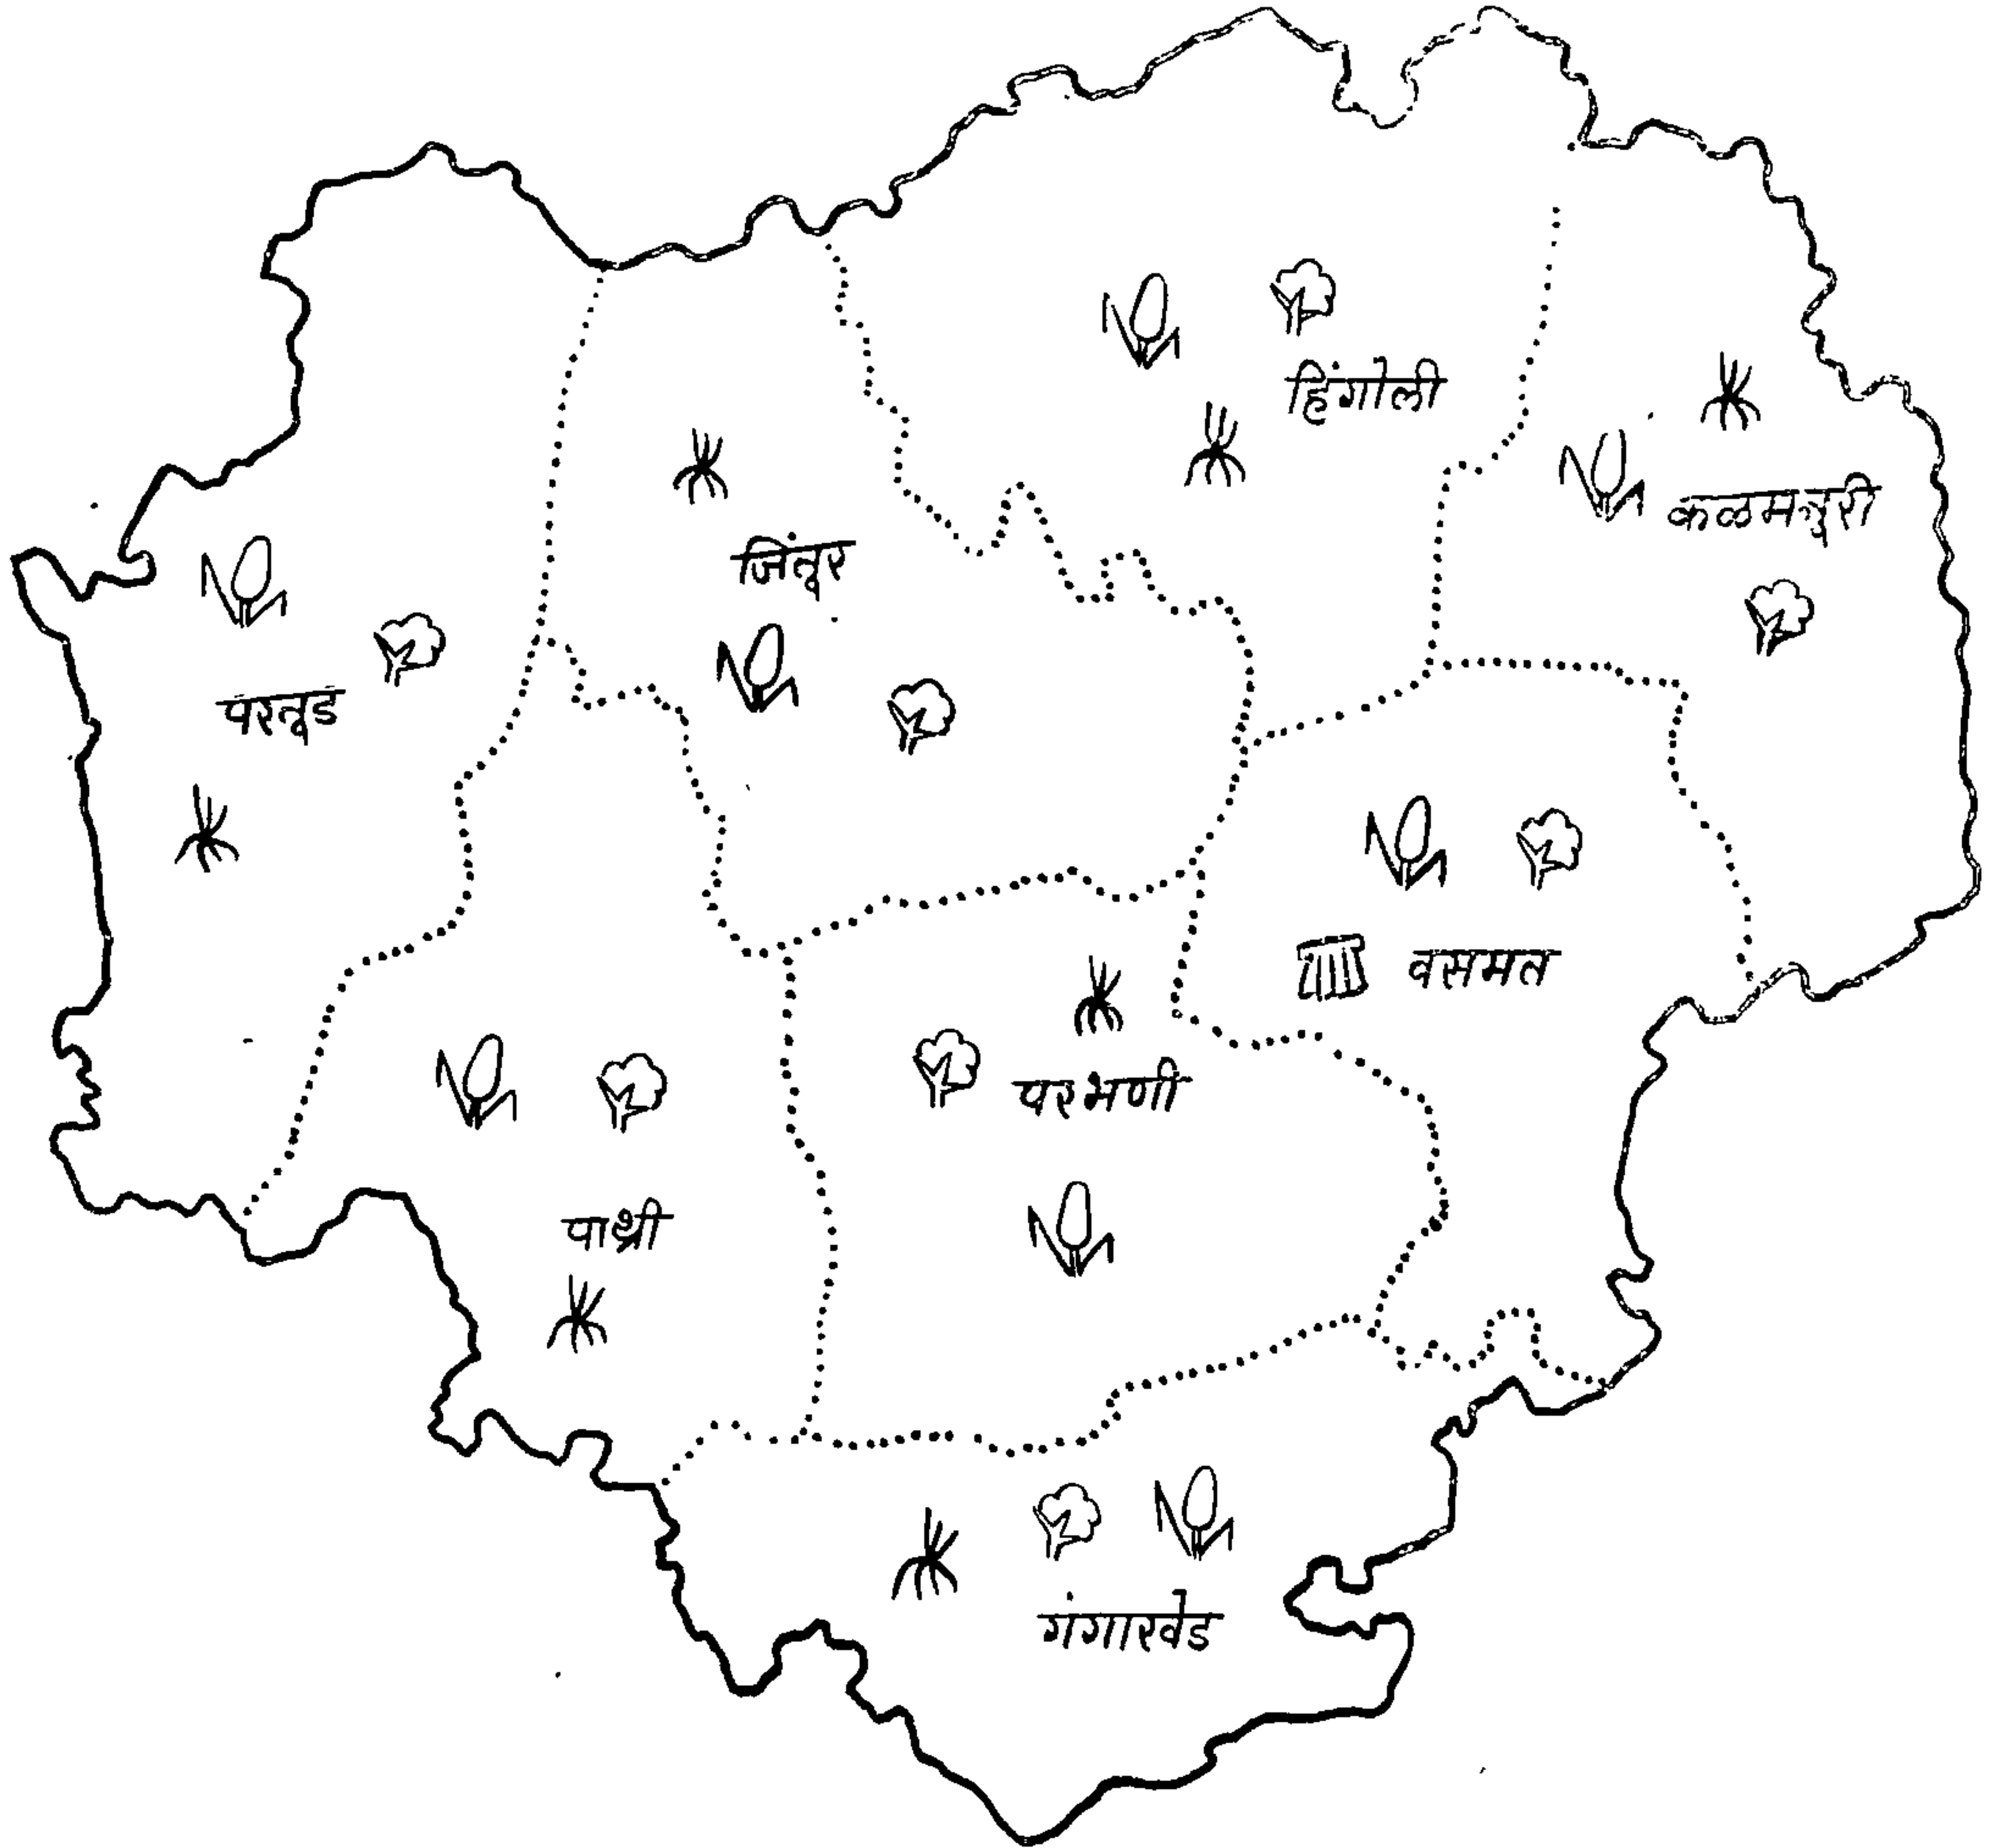 हिंगोली
कळमनुरी
जिंतूर
परतूड
वसमत
परभणी
पाथ्री
गंगाखेड